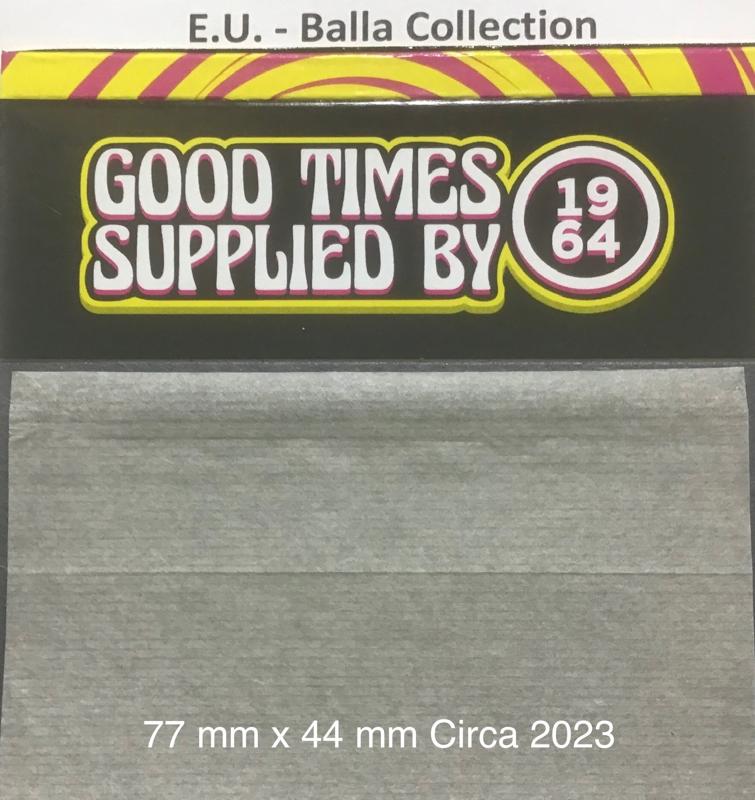 E.U. - Balla Collection
GOOD TIMES
SUPPLIED BY
19
64
77 mm x 44 mm Circa 2023